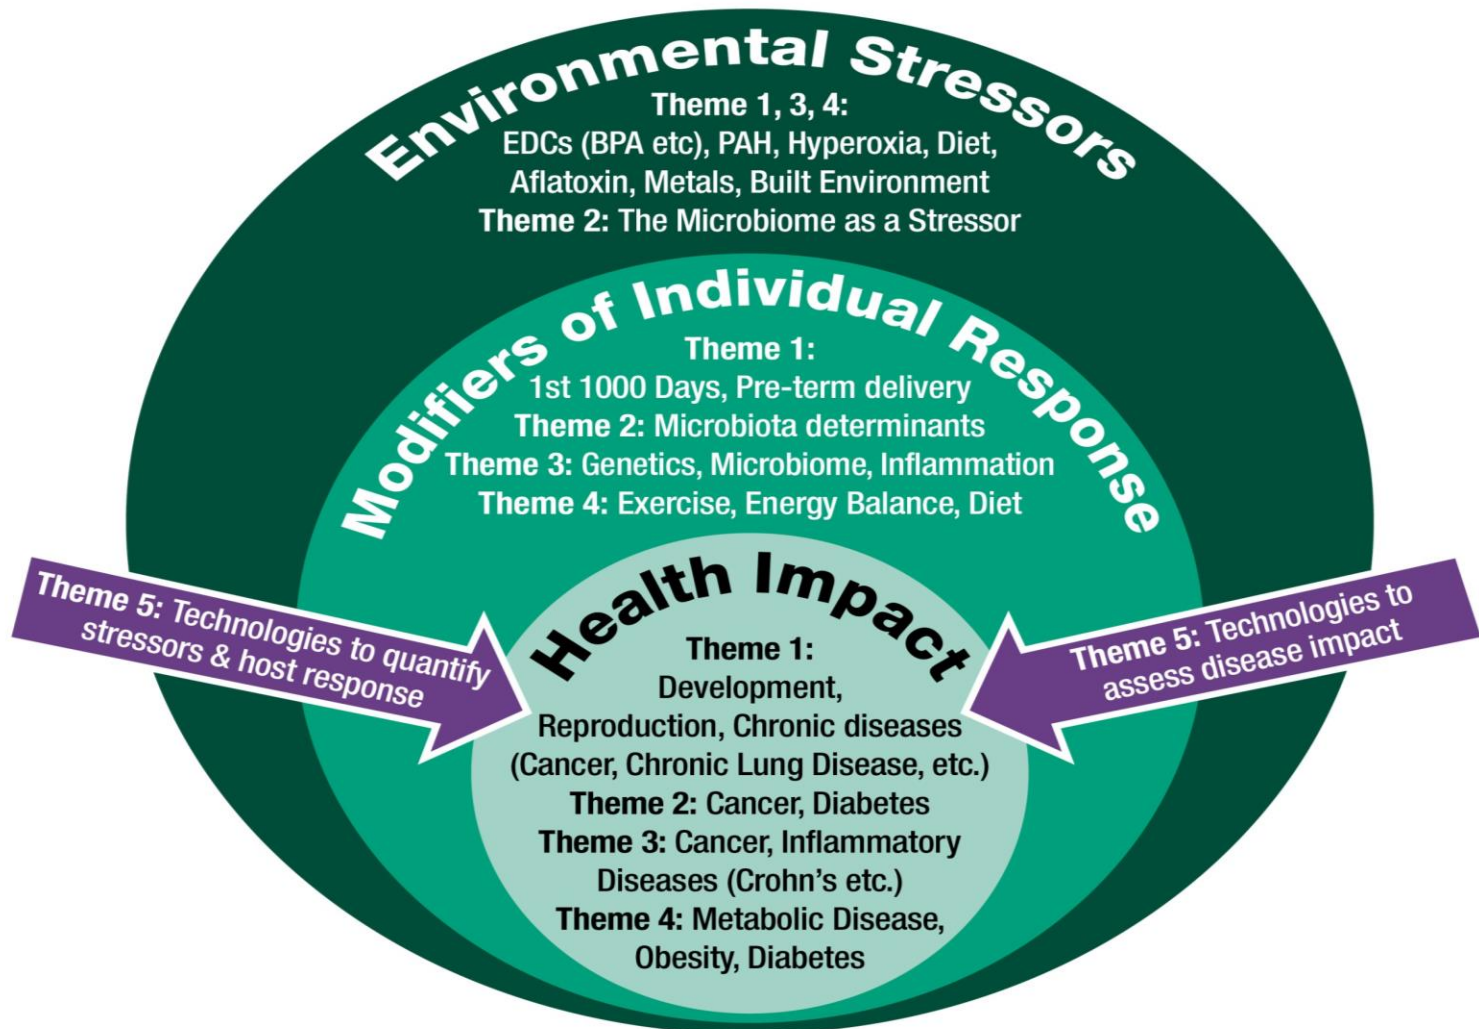 Environmental Stressors
Theme 1, 3, 4:
EDCs (BPA etc), PAH, Hyperoxia, Diet,
Aflatoxin, Metals, Built Environment
Theme 2: The Microbiome as a Stressor
Modifiers of Individual Response
Theme 1:
1st 1000 Days, Pre-term delivery
Theme 2: Microbiota determinants
Theme 3: Genetics, Microbiome, Inflammation
Theme 4: Exercise, Energy Balance, Diet
Theme 5: Technologies to quantify
stressors & host response
Theme 5: Technologies to
assess disease impact
Health Impact
Theme 1:
Development,
Reproduction, Chronic diseases
(Cancer, Chronic Lung Disease, etc.)
Theme 2: Cancer, Diabetes
Theme 3: Cancer, Inflammatory
Diseases (Crohn's etc.)
Theme 4: Metabolic Disease,
Obesity, Diabetes